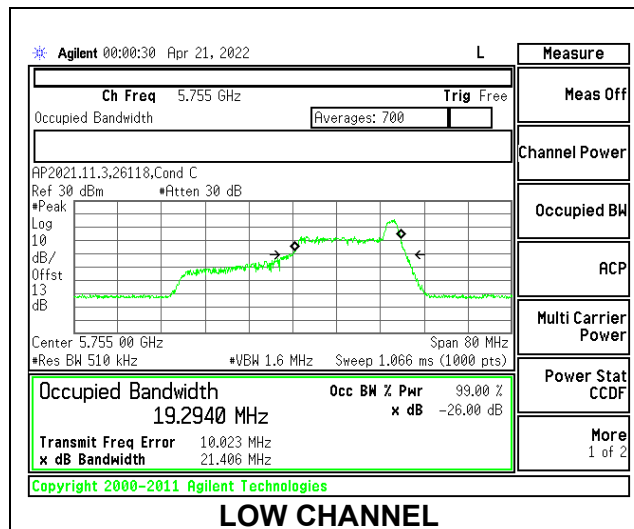 Agilent 00:00:30 Apr 21, 2022 L
Measure
Ch Freq 5.755 GHz Trig Free
Occupied Bandwidth Averages: 700
AP2021.11.3,26118,Cond C
Ref 30 dBm #Atten 30 dB
#Peak
Log
10
dB/
Offst
13
dB
Center 5.755 00 GHz Span 80 MHz
#Res BW 510 kHz #VBW 1.6 MHz Sweep 1.066 ms (1000 pts)
Occupied Bandwidth
19.2940 MHz
Occ BW % Pwr 99.00 %
x dB -26.00 dB
Transmit Freq Error 10.023 MHz
x dB Bandwidth 21.406 MHz
Copyright 2000-2011 Agilent Technologies
Meas Off
Channel Power
Occupied BW
ACP
Multi Carrier
Power
Power Stat
CCDF
More
1 of 2
LOW CHANNEL